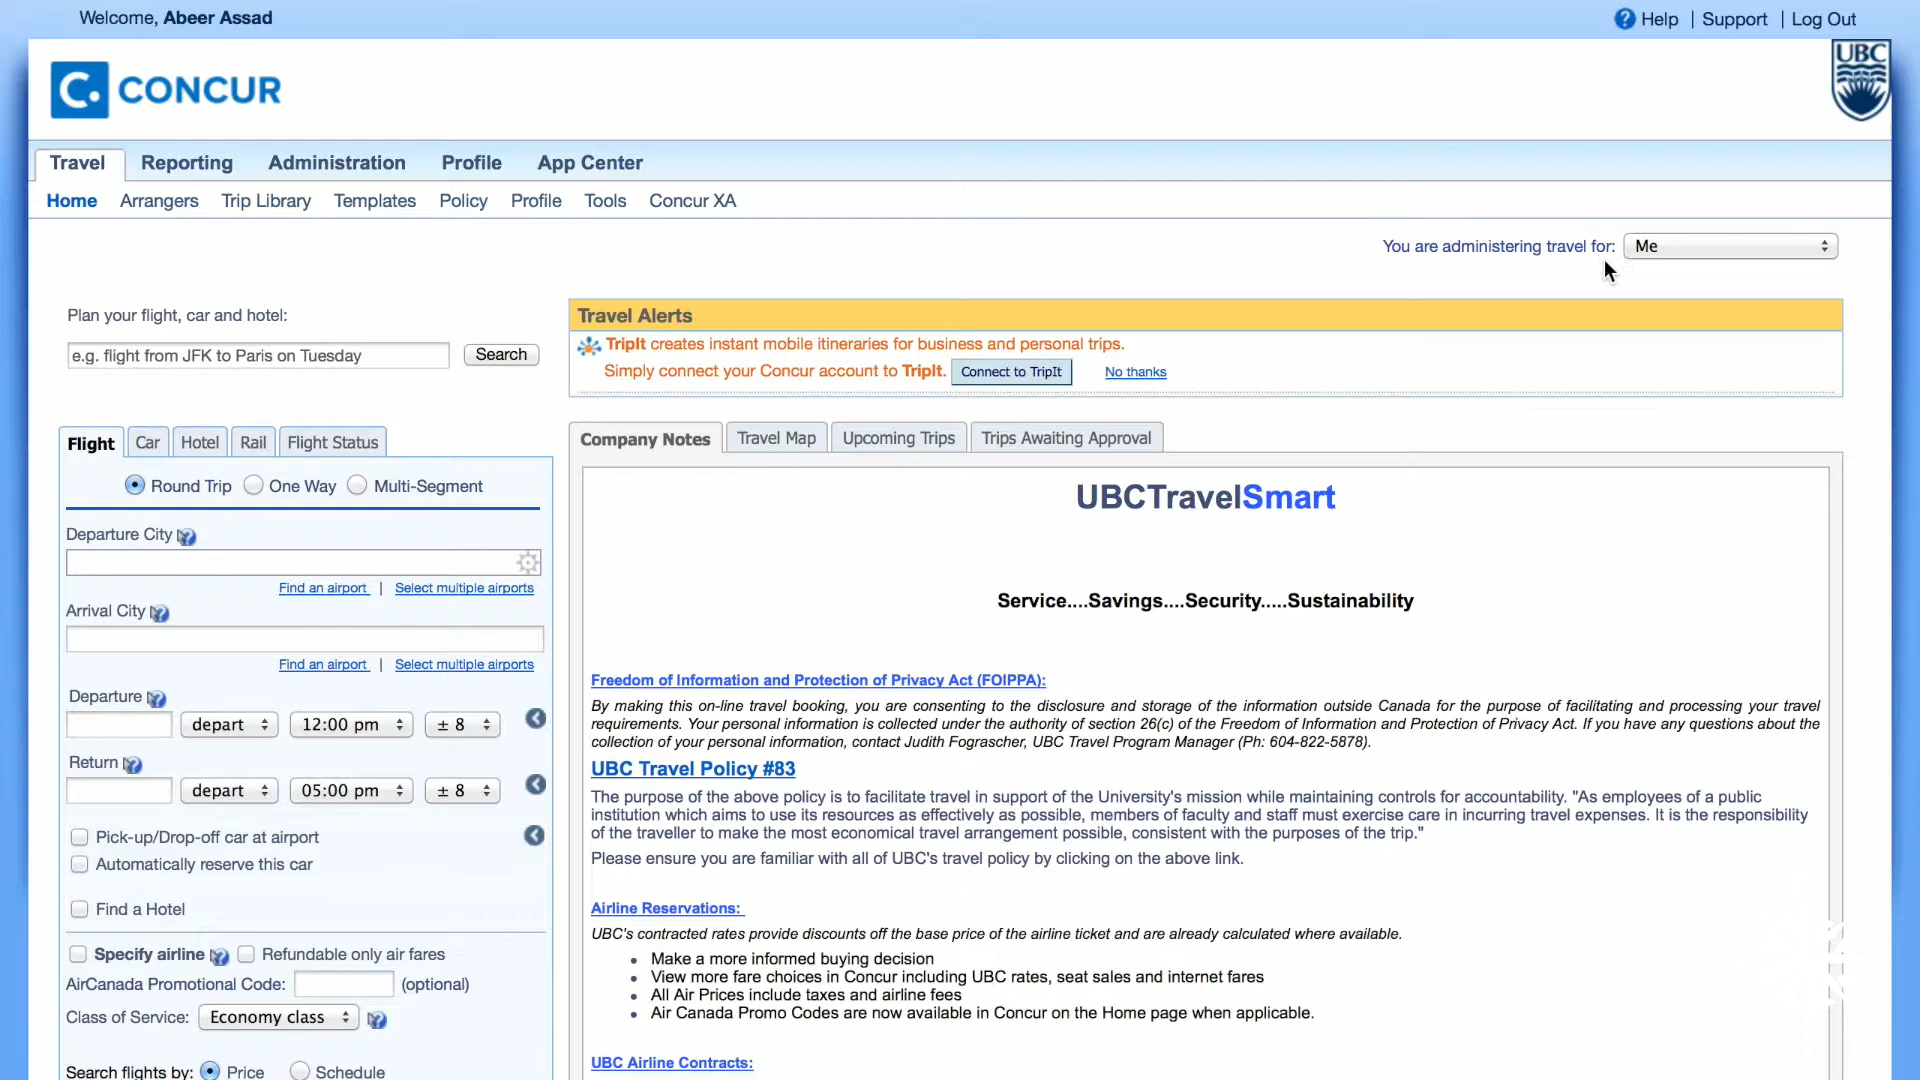 Welcome, Abeer Assad
Help | Support | Log Out
C. CONCUR
UBC
Travel Reporting Administration Profile App Center
Home Arrangers Trip Library Templates Policy Profile Tools Concur XA
You are administering travel for: Me
Plan your flight, car and hotel:
e.g. flight from JFK to Paris on Tuesday Search
Travel Alerts
TripIt creates instant mobile itineraries for business and personal trips.
Simply connect your Concur account to TripIt. Connect to TripIt No thanks
Flight Car Hotel Rail Flight Status
Round Trip One Way Multi-Segment
Departure City ?
Find an airport | Select multiple airports
Arrival City ?
Find an airport | Select multiple airports
Departure ?
depart 12:00 pm ± 8
Return ?
depart 05:00 pm ± 8
Pick-up/Drop-off car at airport
Automatically reserve this car
Find a Hotel
Specify airline ? Refundable only air fares
AirCanada Promotional Code: (optional)
Class of Service: Economy class ?
Search flights by: Price Schedule
Company Notes Travel Map Upcoming Trips Trips Awaiting Approval
UBCTravelSmart
Service....Savings....Security.....Sustainability
Freedom of Information and Protection of Privacy Act (FOIPPA):
By making this on-line travel booking, you are consenting to the disclosure and storage of the information outside Canada for the purpose of facilitating and processing your travel
requirements. Your personal information is collected under the authority of section 26(c) of the Freedom of Information and Protection of Privacy Act. If you have any questions about the
collection of your personal information, contact Judith Fograscher, UBC Travel Program Manager (Ph: 604-822-5878).
UBC Travel Policy #83
The purpose of the above policy is to facilitate travel in support of the University's mission while maintaining controls for accountability. "As employees of a public
institution which aims to use its resources as effectively as possible, members of faculty and staff must exercise care in incurring travel expenses. It is the responsibility
of the traveller to make the most economical travel arrangement possible, consistent with the purposes of the trip."
Please ensure you are familiar with all of UBC's travel policy by clicking on the above link.
Airline Reservations:
UBC's contracted rates provide discounts off the base price of the airline ticket and are already calculated where available.
• Make a more informed buying decision
• View more fare choices in Concur including UBC rates, seat sales and internet fares
• All Air Prices include taxes and airline fees
• Air Canada Promo Codes are now available in Concur on the Home page when applicable.
UBC Airline Contracts: